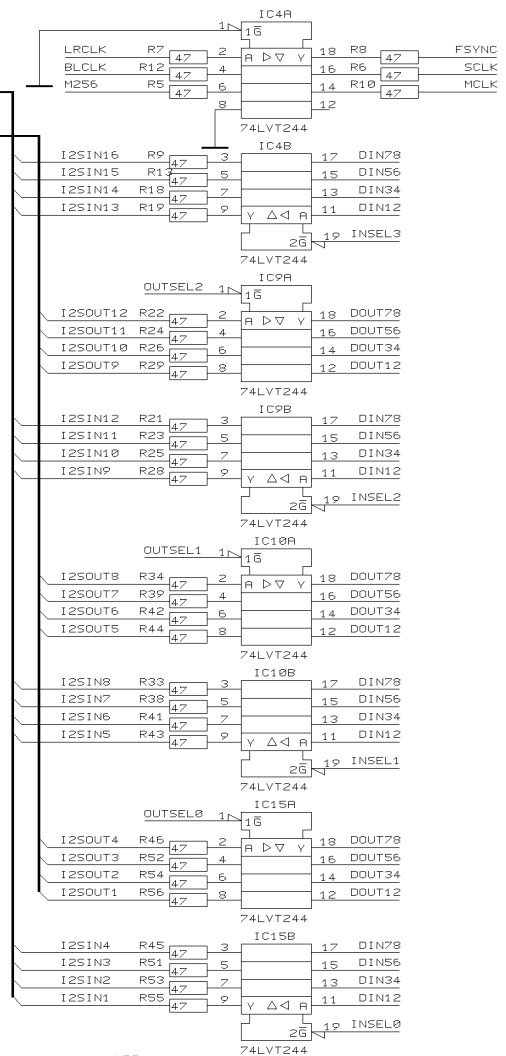 IC4A
1 1G̅
LRCLK R7 47 2 A ▷▽ Y 18 R8 47 FSYNC
BLCLK R12 47 4 16 R6 47 SCLK
M256 R5 47 6 14 R10 47 MCLK
8 12
74LVT244
IC4B
I2SIN16 R9 47 3 17 DIN78
I2SIN15 R13 47 5 15 DIN56
I2SIN14 R18 47 7 13 DIN34
I2SIN13 R19 47 9 Y △◁ A 11 DIN12
2G̅ 19 INSEL3
74LVT244
IC9A
OUTSEL2 1 1G̅
I2SOUT12 R22 47 2 A ▷▽ Y 18 DOUT78
I2SOUT11 R24 47 4 16 DOUT56
I2SOUT10 R26 47 6 14 DOUT34
I2SOUT9 R29 47 8 12 DOUT12
74LVT244
IC9B
I2SIN12 R21 47 3 17 DIN78
I2SIN11 R23 47 5 15 DIN56
I2SIN10 R25 47 7 13 DIN34
I2SIN9 R28 47 9 Y △◁ A 11 DIN12
2G̅ 19 INSEL2
74LVT244
IC10A
OUTSEL1 1 1G̅
I2SOUT8 R34 47 2 A ▷▽ Y 18 DOUT78
I2SOUT7 R39 47 4 16 DOUT56
I2SOUT6 R42 47 6 14 DOUT34
I2SOUT5 R44 47 8 12 DOUT12
74LVT244
IC10B
I2SIN8 R33 47 3 17 DIN78
I2SIN7 R38 47 5 15 DIN56
I2SIN6 R41 47 7 13 DIN34
I2SIN5 R43 47 9 Y △◁ A 11 DIN12
2G̅ 19 INSEL1
74LVT244
IC15A
OUTSEL0 1 1G̅
I2SOUT4 R46 47 2 A ▷▽ Y 18 DOUT78
I2SOUT3 R52 47 4 16 DOUT56
I2SOUT2 R54 47 6 14 DOUT34
I2SOUT1 R56 47 8 12 DOUT12
74LVT244
IC15B
I2SIN4 R45 47 3 17 DIN78
I2SIN3 R51 47 5 15 DIN56
I2SIN2 R53 47 7 13 DIN34
I2SIN1 R55 47 9 Y △◁ A 11 DIN12
2G̅ 19 INSEL0
74LVT244